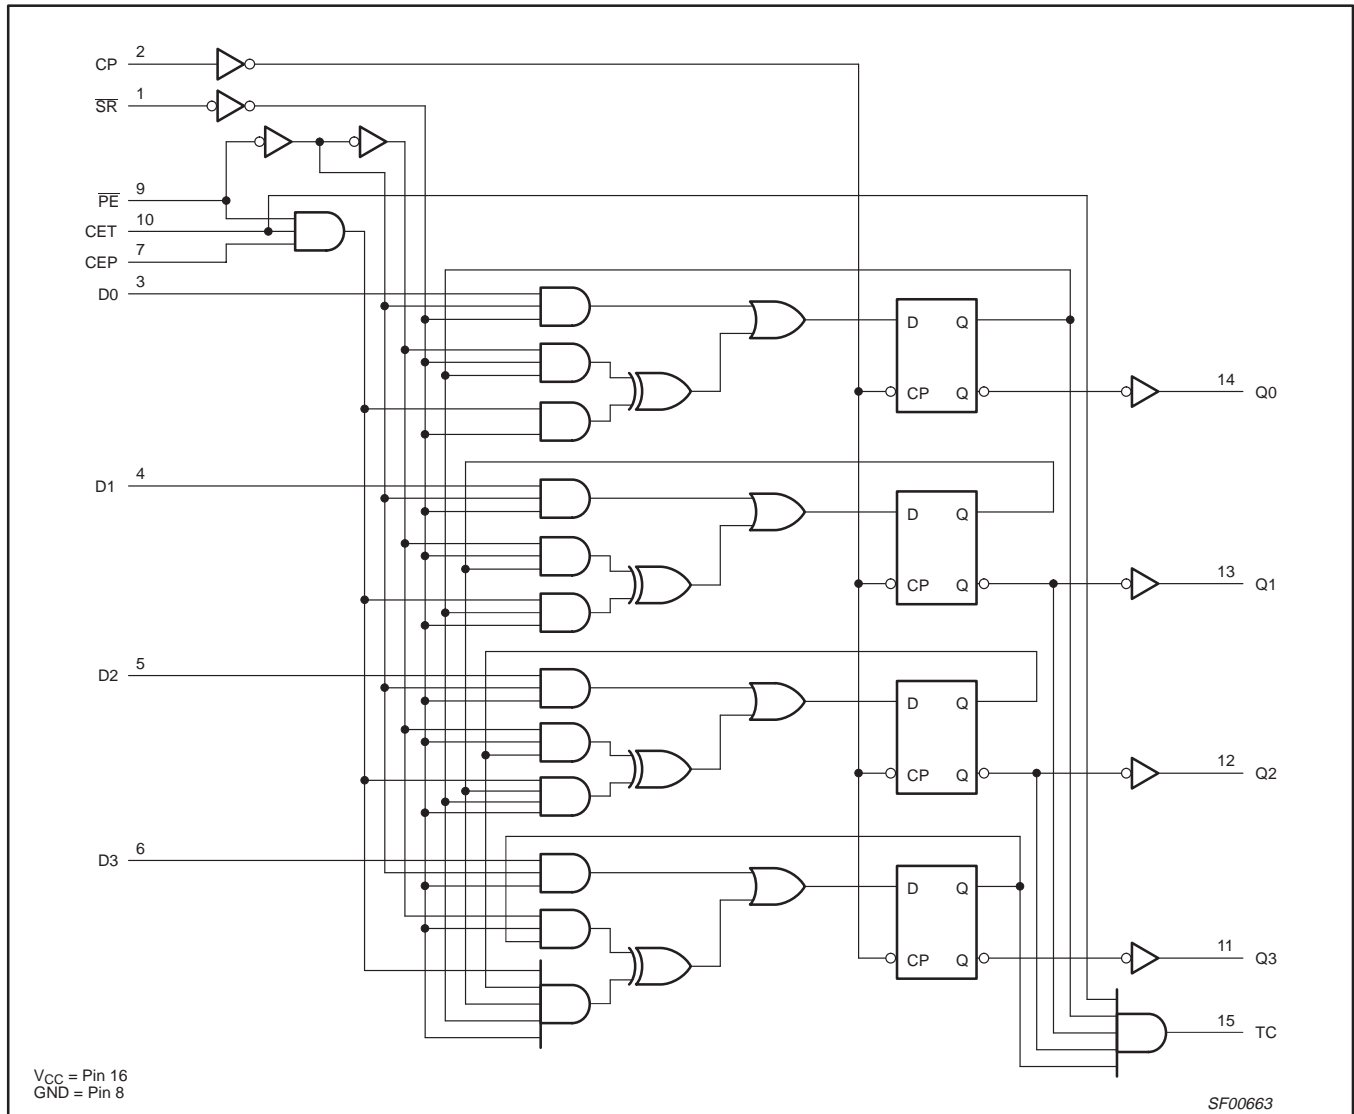 CP 2
SR 1
PE 9
CET 10
CEP 7
D0 3
D Q
CP Q
14 Q0
D1 4
D Q
CP Q
13 Q1
D2 5
D Q
CP Q
12 Q2
D3 6
D Q
CP Q
11 Q3
15 TC
VCC = Pin 16
GND = Pin 8
SF00663